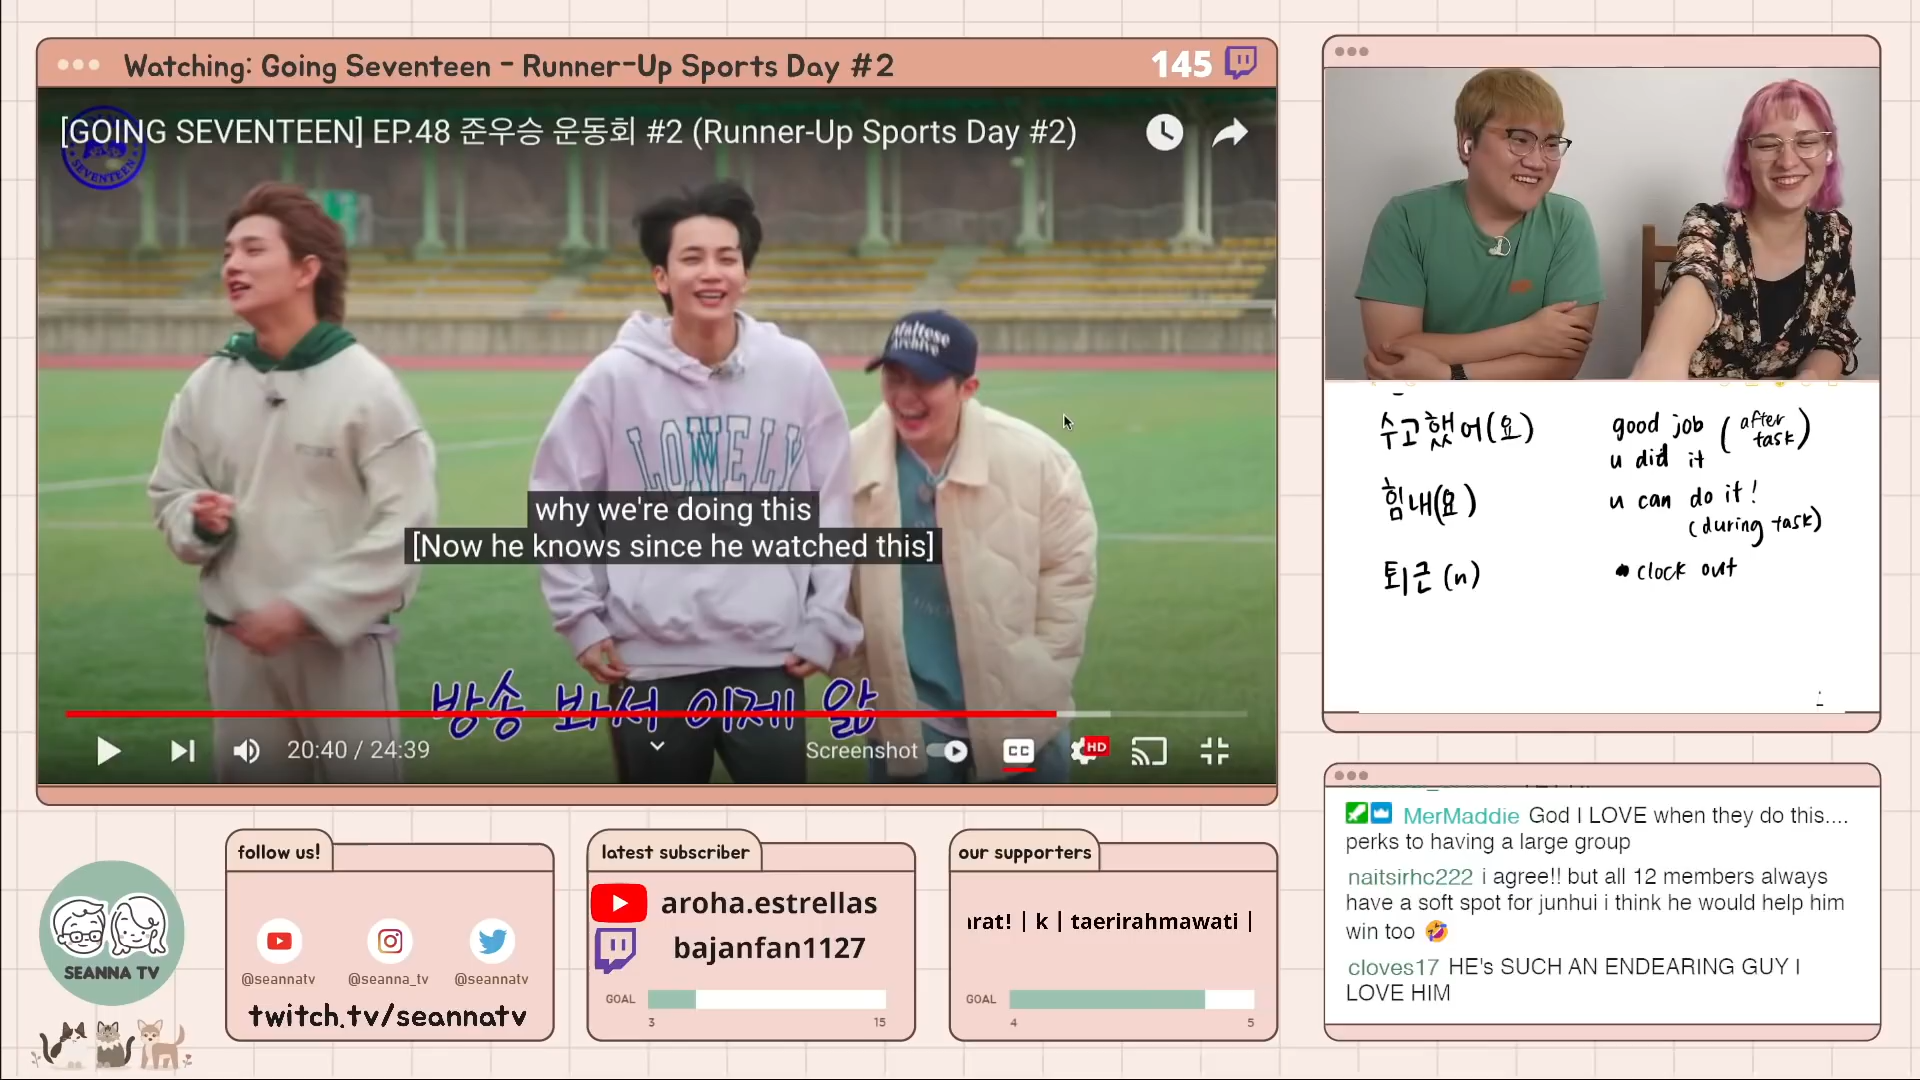 Watching: Going Seventeen - Runner-Up Sports Day #2
145
[GOING SEVENTEEN] EP.48 준우승 운동회 #2 (Runner-Up Sports Day #2)
SEVENTEEN
Maltese
Archive
LONELY
why we're doing this
[Now he knows since he watched this]
방송 봐서 이제 앎
20:40 / 24:39
Screenshot
CC
HD
수고했어(요)
good job (after task)
u did it
힘내(요)
u can do it!
(during task)
퇴근 (n)
clock out
MerMaddie God I LOVE when they do this....
perks to having a large group
naitsirhc222 i agree!! but all 12 members always
have a soft spot for junhui i think he would help him
win too 🤣
cloves17 HE's SUCH AN ENDEARING GUY I
LOVE HIM
SEANNA TV
follow us!
@seannatv
@seanna_tv
@seannatv
twitch.tv/seannatv
latest subscriber
aroha.estrellas
bajanfan1127
GOAL
3
15
our supporters
rat! | k | taerirahmawati |
GOAL
4
5